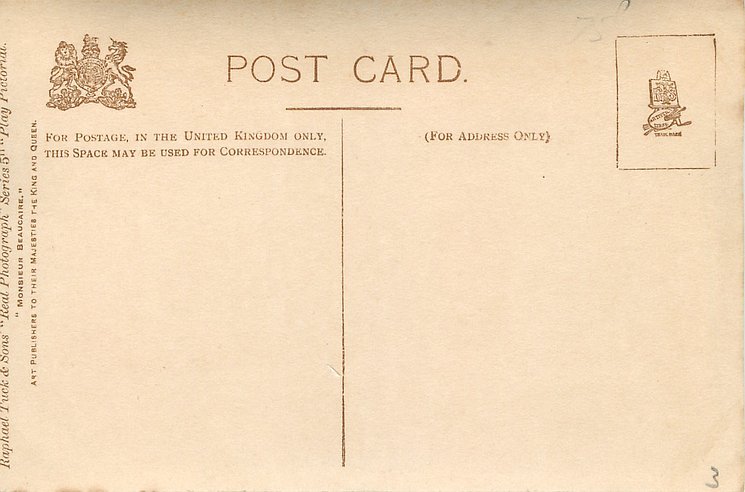 POST CARD.
FOR POSTAGE, IN THE UNITED KINGDOM ONLY,
THIS SPACE MAY BE USED FOR CORRESPONDENCE.
(FOR ADDRESS ONLY)
TRADE MARK
Raphael Tuck & Sons' "Real Photograph" Series 5" "Play Pictorial.
"MONSIEUR BEAUCAIRE."
ART PUBLISHERS TO THEIR MAJESTIES THE KING AND QUEEN.
3